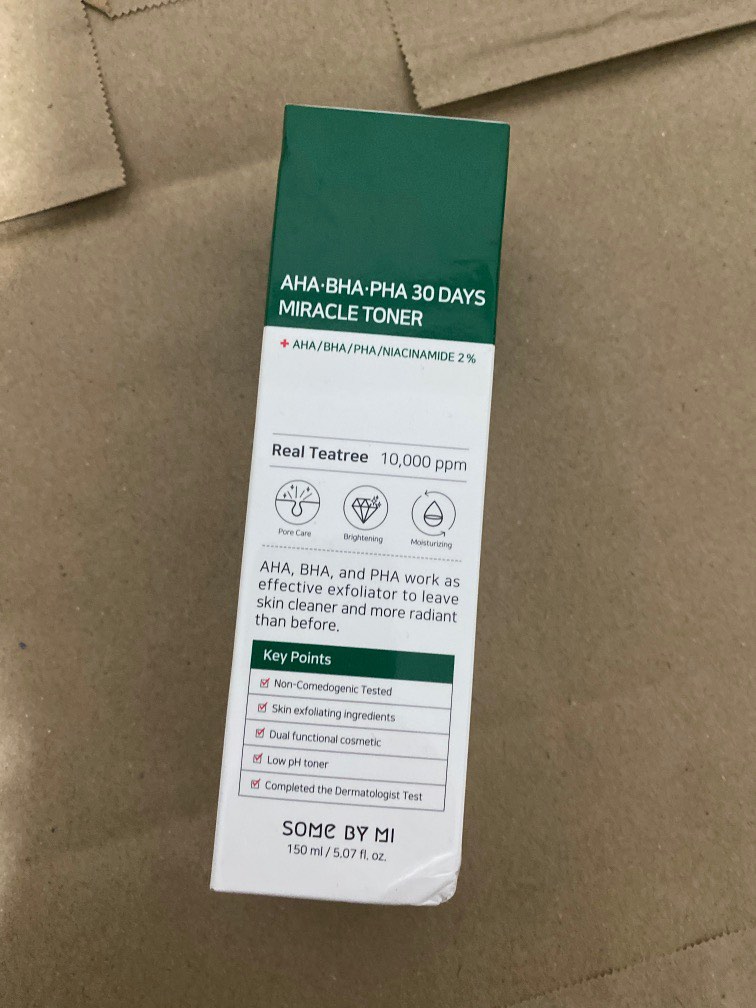 AHA·BHA·PHA 30 DAYS
MIRACLE TONER
+ AHA/BHA/PHA/NIACINAMIDE 2%
Real Teatree 10,000 ppm
Pore Care Brightening Moisturizing
AHA, BHA, and PHA work as
effective exfoliator to leave
skin cleaner and more radiant
than before.
Key Points
Non-Comedogenic Tested
Skin exfoliating ingredients
Dual functional cosmetic
Low pH toner
Completed the Dermatologist Test
SOME BY MI
150 ml / 5.07 fl. oz.